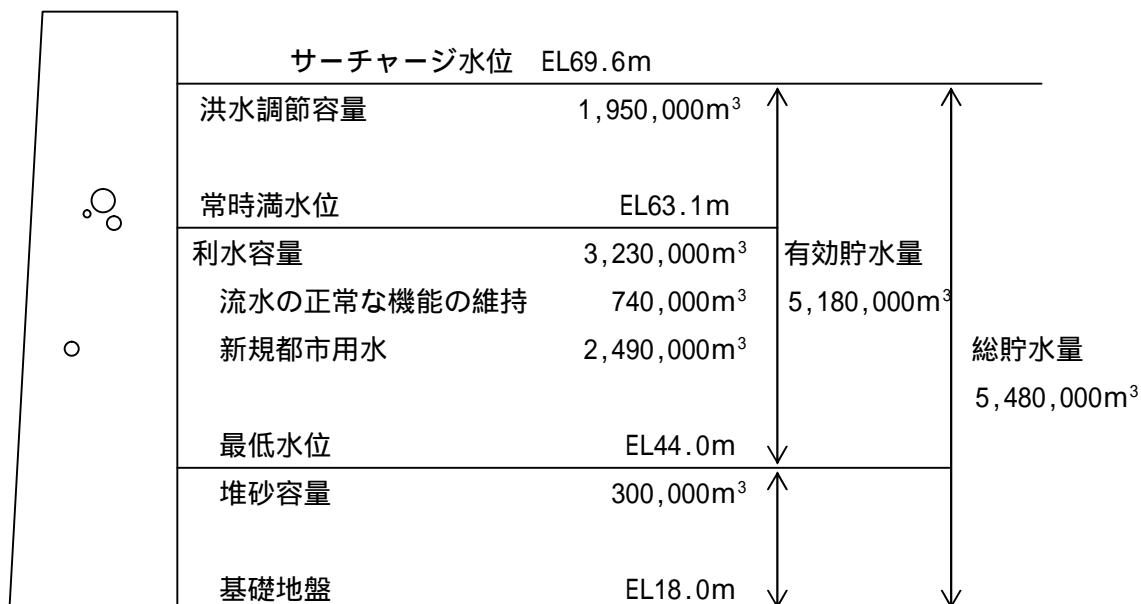 サーチャージ水位 EL69.6m
洪水調節容量 1,950,000m³
常時満水位 EL63.1m
利水容量 3,230,000m³ 有効貯水量
流水の正常な機能の維持 740,000m³ 5,180,000m³
新規都市用水 2,490,000m³ 総貯水量
5,480,000m³
最低水位 EL44.0m
堆砂容量 300,000m³
基礎地盤 EL18.0m